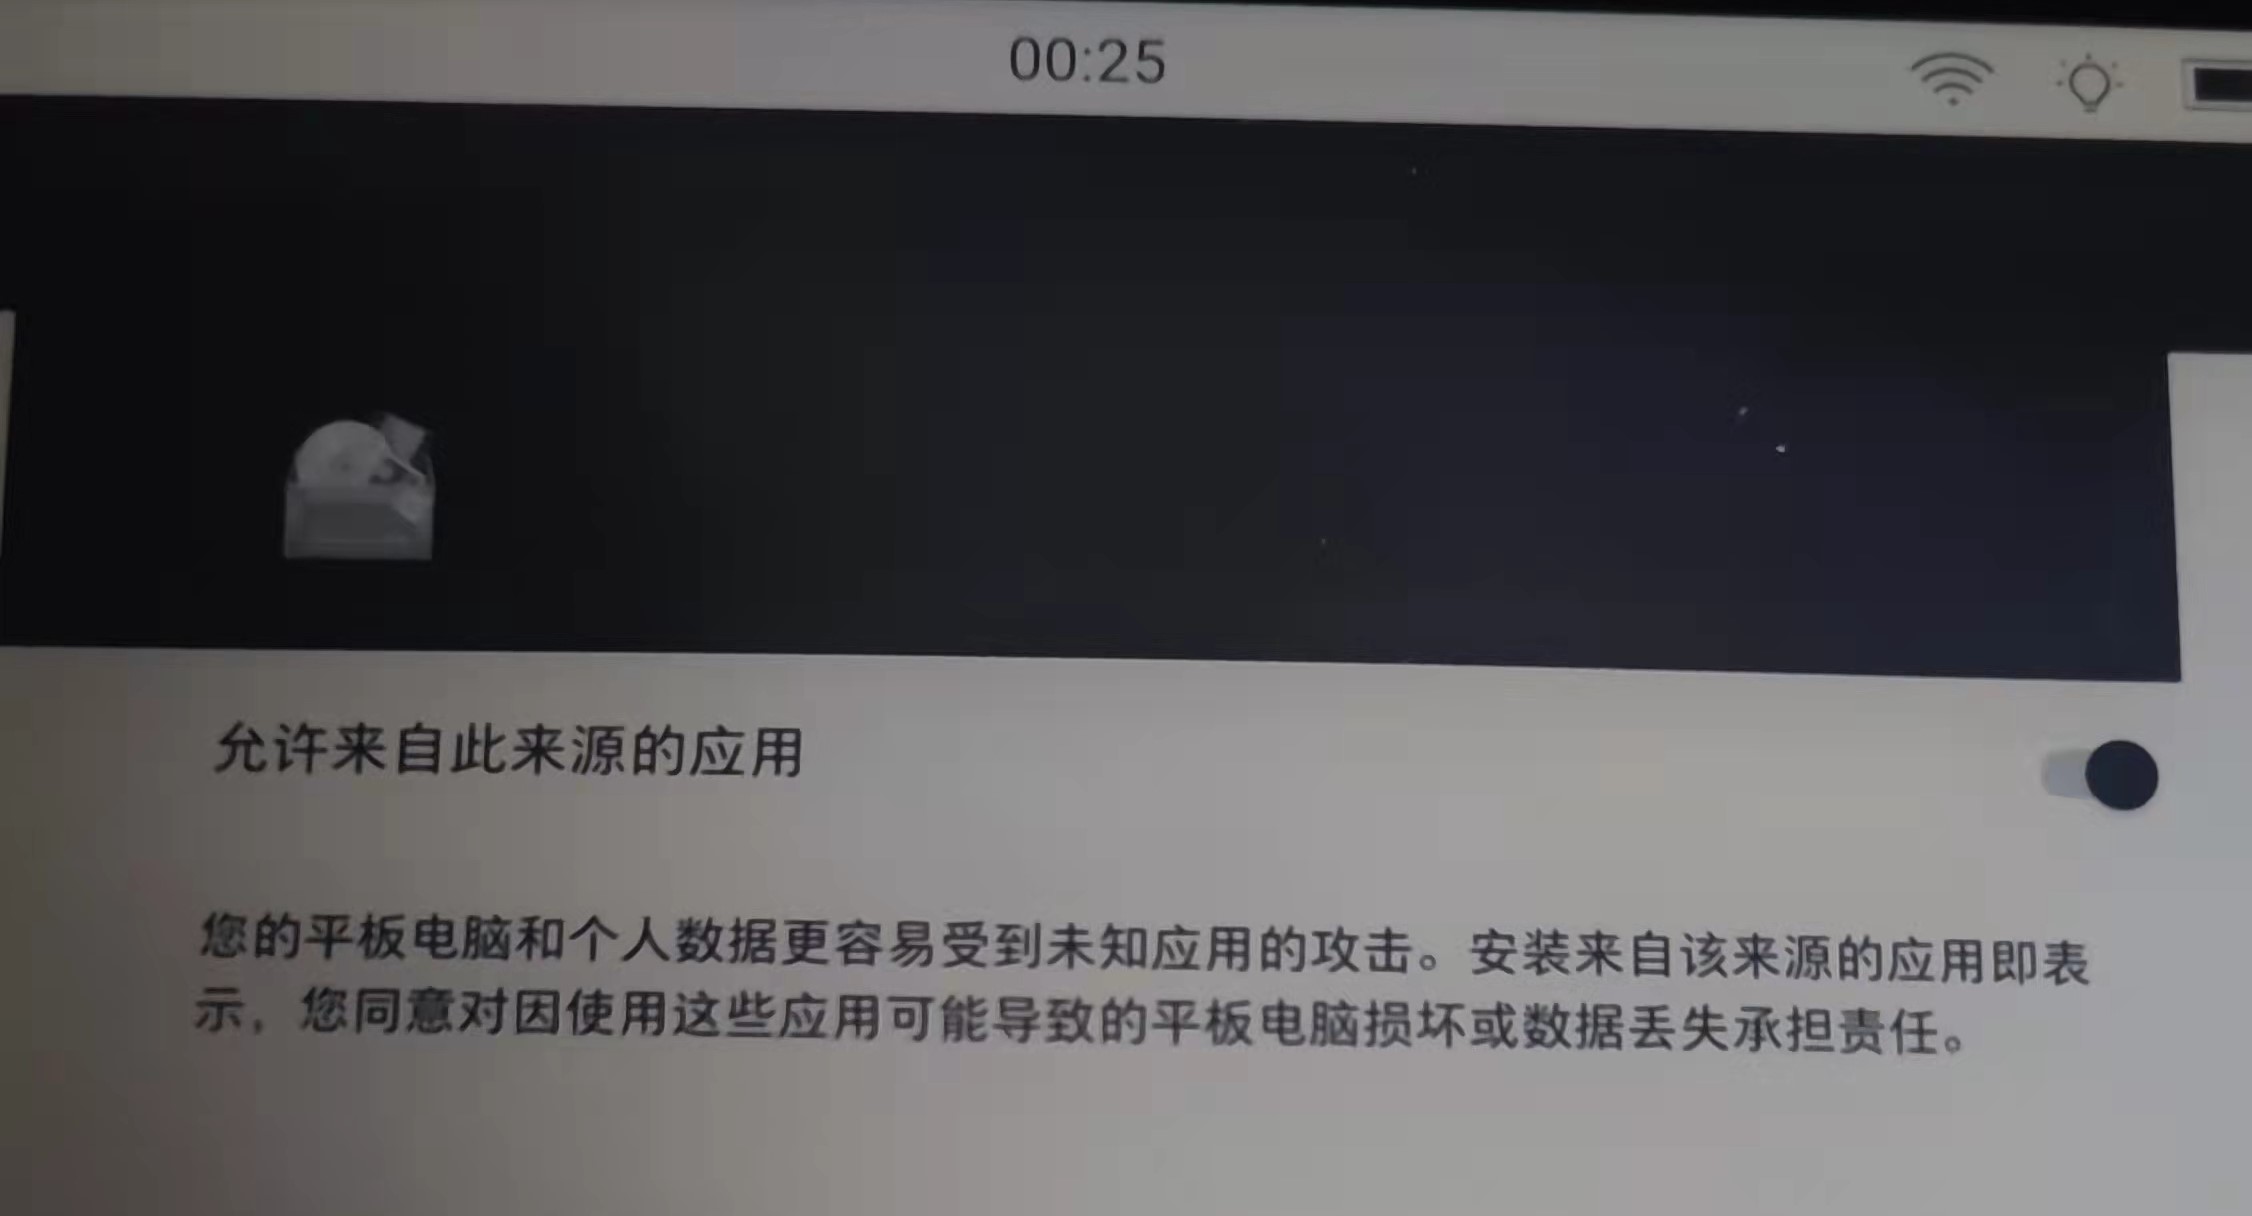 00:25
允许来自此来源的应用
您的平板电脑和个人数据更容易受到未知应用的攻击。安装来自该来源的应用即表
示，您同意对因使用这些应用可能导致的平板电脑损坏或数据丢失承担责任。